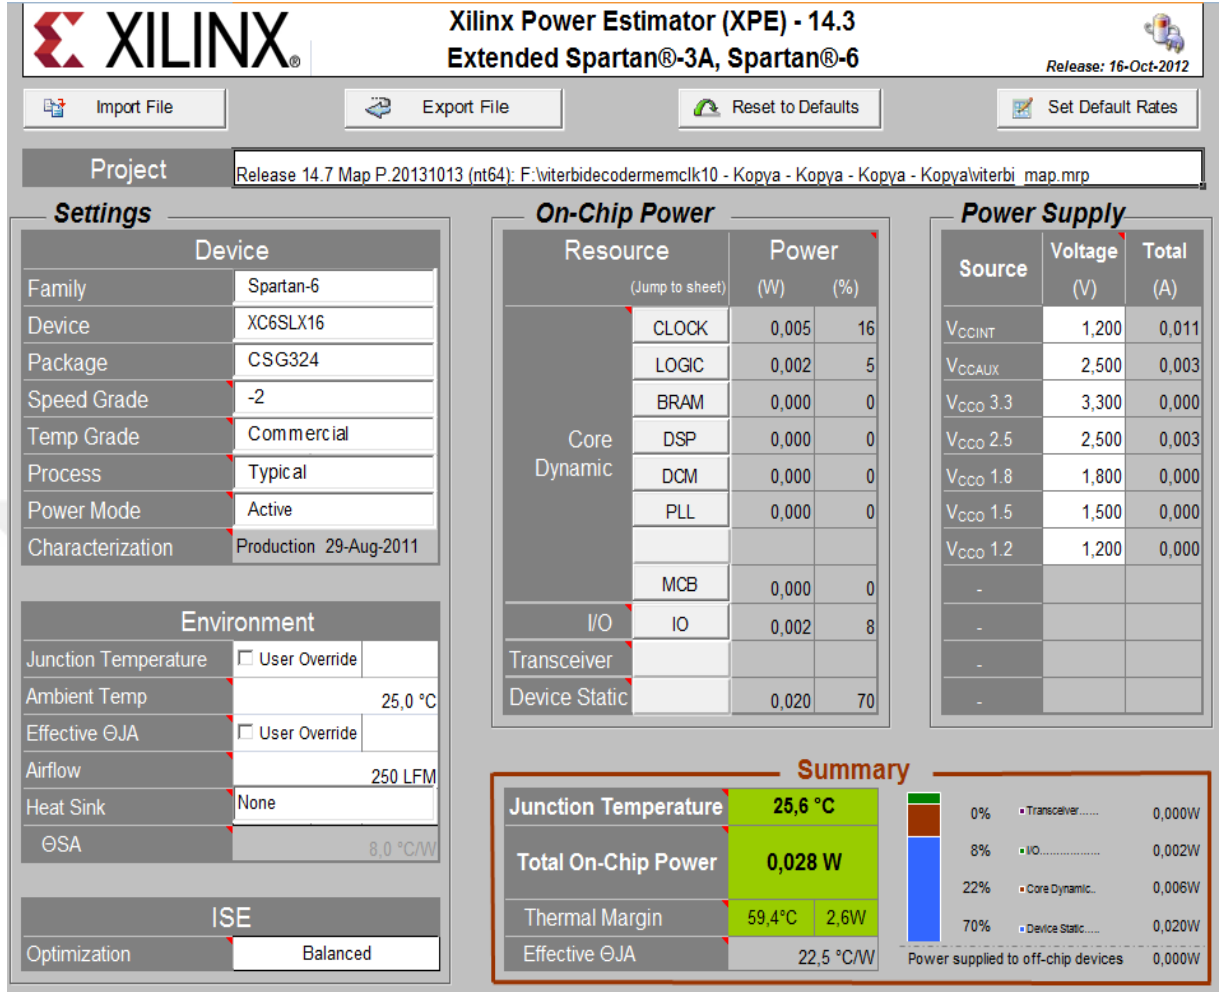 XILINX®
Xilinx Power Estimator (XPE) - 14.3
Extended Spartan®-3A, Spartan®-6
Release: 16-Oct-2012
Import File Export File Reset to Defaults Set Default Rates
Project Release 14.7 Map P.20131013 (nt64): F:\viterbidecodermemclk10 - Kopya - Kopya - Kopya - Kopya\viterbi_map.mrp
Settings
Device
Family Spartan-6
Device XC6SLX16
Package CSG324
Speed Grade -2
Temp Grade Commercial
Process Typical
Power Mode Active
Characterization Production 29-Aug-2011
Environment
Junction Temperature User Override
Ambient Temp 25,0 °C
Effective ΘJA User Override
Airflow 250 LFM
Heat Sink None
ΘSA 8,0 °C/W
ISE
Optimization Balanced
On-Chip Power
Resource Power
(Jump to sheet) (W) (%)
Core Dynamic
CLOCK 0,005 16
LOGIC 0,002 5
BRAM 0,000 0
DSP 0,000 0
DCM 0,000 0
PLL 0,000 0
MCB 0,000 0
I/O IO 0,002 8
Transceiver
Device Static 0,020 70
Power Supply
Source Voltage Total
(V) (A)
VCCINT 1,200 0,011
VCCAUX 2,500 0,003
VCCO 3.3 3,300 0,000
VCCO 2.5 2,500 0,003
VCCO 1.8 1,800 0,000
VCCO 1.5 1,500 0,000
VCCO 1.2 1,200 0,000
-
-
-
-
Summary
Junction Temperature 25,6 °C
Total On-Chip Power 0,028 W
Thermal Margin 59,4°C 2,6W
Effective ΘJA 22,5 °C/W
0% Transceiver...... 0,000W
8% I/O.................. 0,002W
22% Core Dynamic.. 0,006W
70% Device Static..... 0,020W
Power supplied to off-chip devices 0,000W